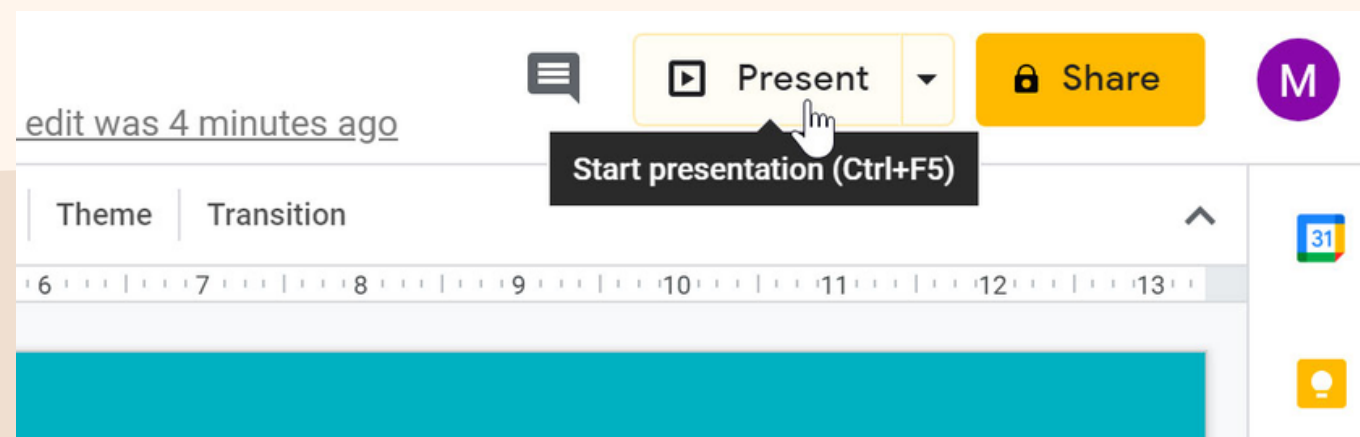 Present
Share
M
edit was 4 minutes ago
Start presentation (Ctrl+F5)
Theme
Transition
31
6 7 8 9 10 11 12 13